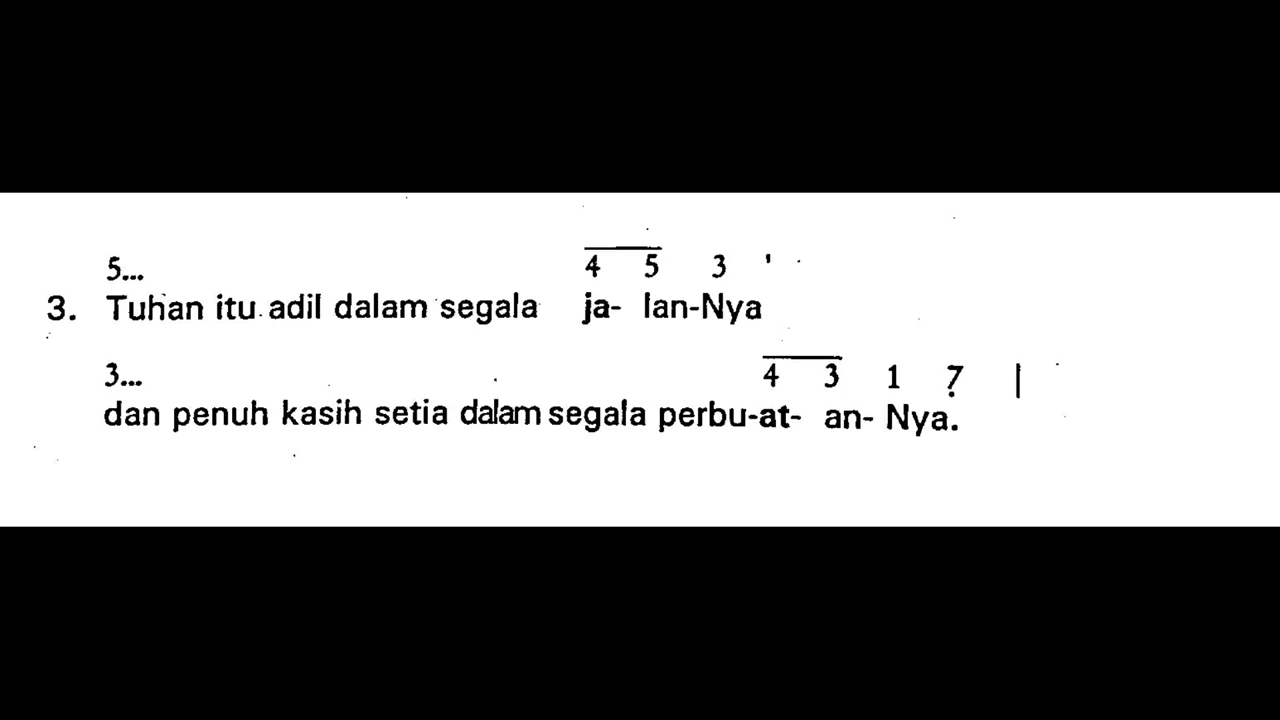 5... 4 5 3 '
3. Tuhan itu adil dalam segala ja- lan-Nya
3... 4 3 1 7̣ |
dan penuh kasih setia dalam segala perbu-at- an- Nya.